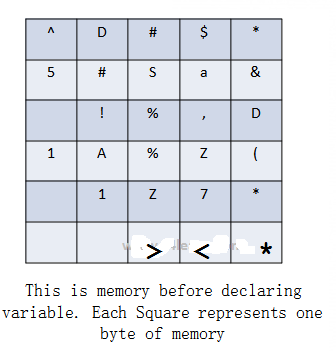 ^ D # $ *
5 # S a &
! % , D
1 A % Z (
1 Z 7 *
> < *
This is memory before declaring
variable. Each Square represents one
byte of memory